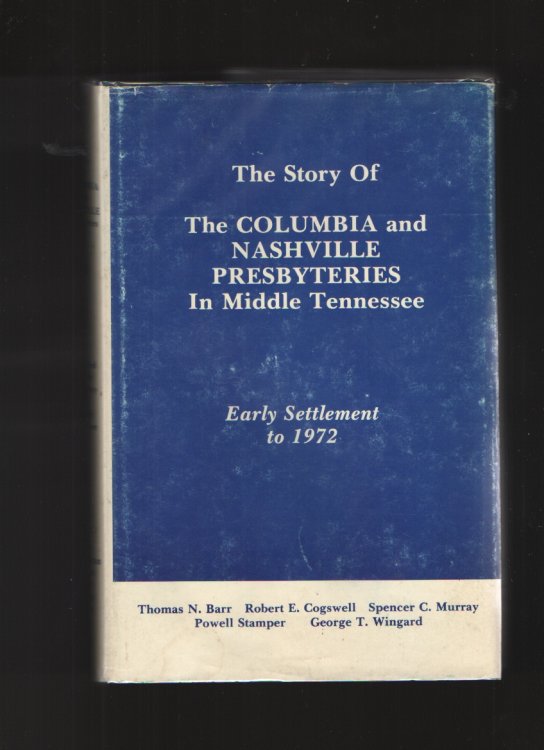 The Story Of
The COLUMBIA and
NASHVILLE
PRESBYTERIES
In Middle Tennessee
Early Settlement
to 1972
Thomas N. Barr Robert E. Cogswell Spencer C. Murray
Powell Stamper George T. Wingard